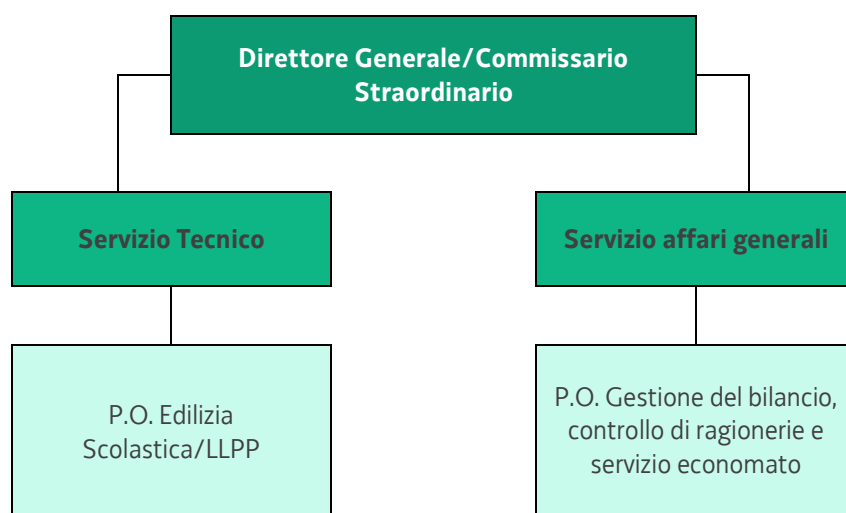 Direttore Generale/Commissario
Straordinario
Servizio Tecnico
Servizio affari generali
P.O. Edilizia
Scolastica/LLPP
P.O. Gestione del bilancio,
controllo di ragionerie e
servizio economato